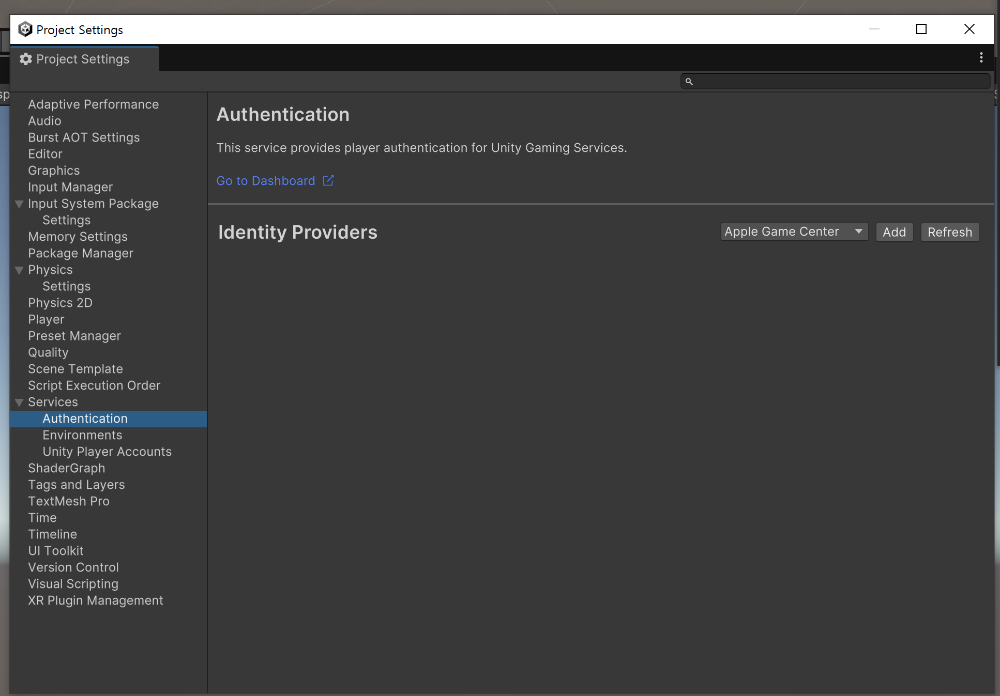 Project Settings
Project Settings
Adaptive Performance
Audio
Burst AOT Settings
Editor
Graphics
Input Manager
Input System Package
Settings
Memory Settings
Package Manager
Physics
Settings
Physics 2D
Player
Preset Manager
Quality
Scene Template
Script Execution Order
Services
Authentication
Environments
Unity Player Accounts
ShaderGraph
Tags and Layers
TextMesh Pro
Time
Timeline
UI Toolkit
Version Control
Visual Scripting
XR Plugin Management
Authentication
This service provides player authentication for Unity Gaming Services.
Go to Dashboard
Identity Providers
Apple Game Center
Add
Refresh